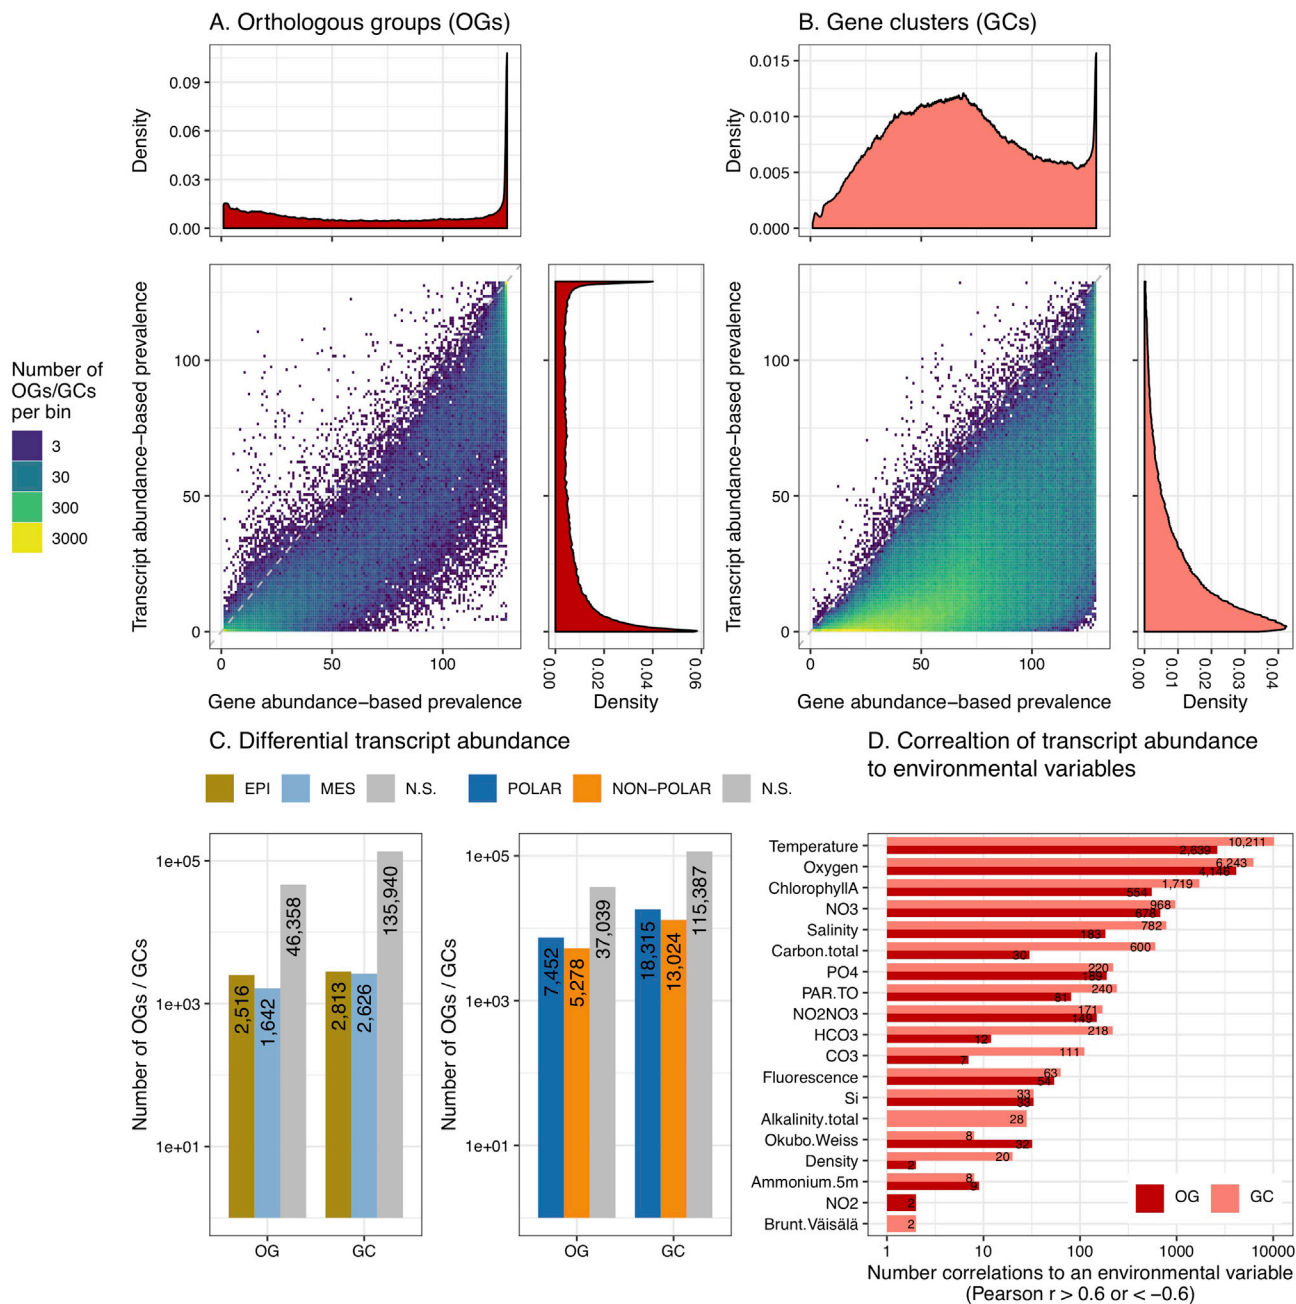 A. Orthologous groups (OGs)
B. Gene clusters (GCs)
Density
0.09
0.06
0.03
0.00
Density
0.015
0.010
0.005
0.000
Number of
OGs/GCs
per bin
3
30
300
3000
Transcript abundance−based prevalence
100
50
0
0
50
100
Gene abundance−based prevalence
0.00
0.02
0.04
0.06
Density
Transcript abundance−based prevalence
100
50
0
0
50
100
Gene abundance−based prevalence
0.00
0.01
0.02
0.03
0.04
Density
C. Differential transcript abundance
EPI
MES
N.S.
POLAR
NON−POLAR
N.S.
Number of OGs / GCs
1e+05
1e+03
1e+01
2,516
1,642
46,358
2,813
2,626
135,940
OG
GC
Number of OGs / GCs
1e+05
1e+03
1e+01
7,452
5,278
37,039
18,315
13,024
115,387
OG
GC
D. Correaltion of transcript abundance
to environmental variables
Temperature
10,211
2,839
Oxygen
6,243
4,146
ChlorophyllA
1,719
554
NO3
968
678
Salinity
782
183
Carbon.total
600
30
PO4
220
189
PAR.TO
240
81
NO2NO3
171
149
HCO3
218
12
CO3
111
7
Fluorescence
63
54
Si
33
33
Alkalinity.total
28
Okubo.Weiss
8
32
Density
20
2
Ammonium.5m
8
9
NO2
2
Brunt.Väisälä
2
OG
GC
1
10
100
1000
10000
Number correlations to an environmental variable
(Pearson r > 0.6 or < −0.6)